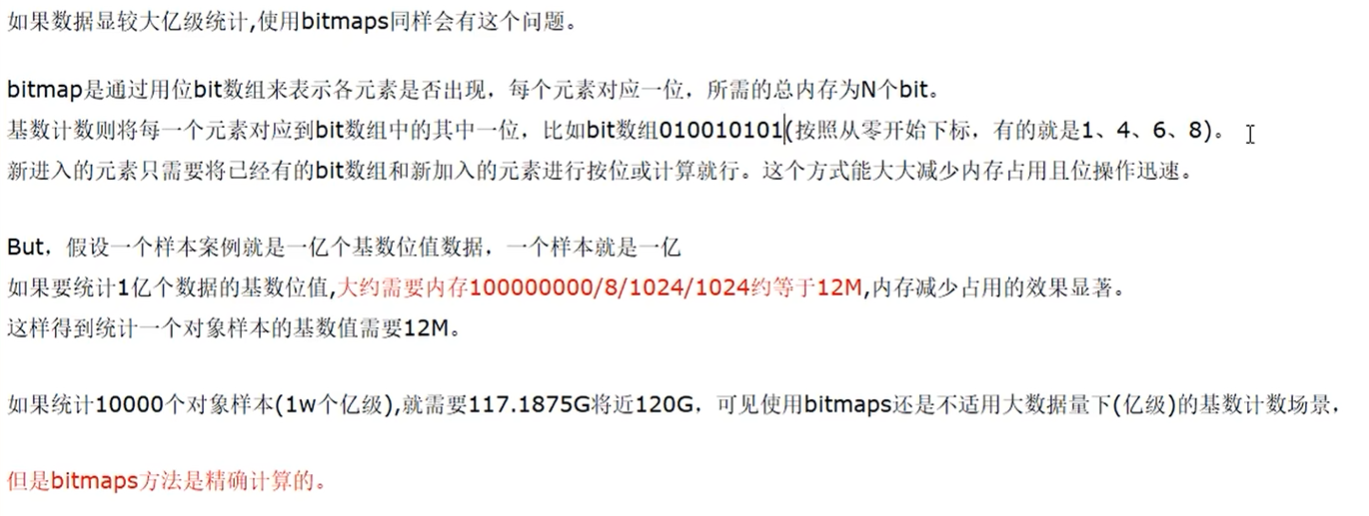 如果数据显较大亿级统计,使用bitmaps同样会有这个问题。
bitmap是通过用位bit数组来表示各元素是否出现，每个元素对应一位，所需的总内存为N个bit。
基数计数则将每一个元素对应到bit数组中的其中一位，比如bit数组010010101(按照从零开始下标，有的就是1、4、6、8)。
新进入的元素只需要将已经有的bit数组和新加入的元素进行按位或计算就行。这个方式能大大减少内存占用且位操作迅速。
But，假设一个样本案例就是一亿个基数位值数据，一个样本就是一亿
如果要统计1亿个数据的基数位值,大约需要内存100000000/8/1024/1024约等于12M,内存减少占用的效果显著。
这样得到统计一个对象样本的基数值需要12M。
如果统计10000个对象样本(1w个亿级),就需要117.1875G将近120G，可见使用bitmaps还是不适用大数据量下(亿级)的基数计数场景，
但是bitmaps方法是精确计算的。